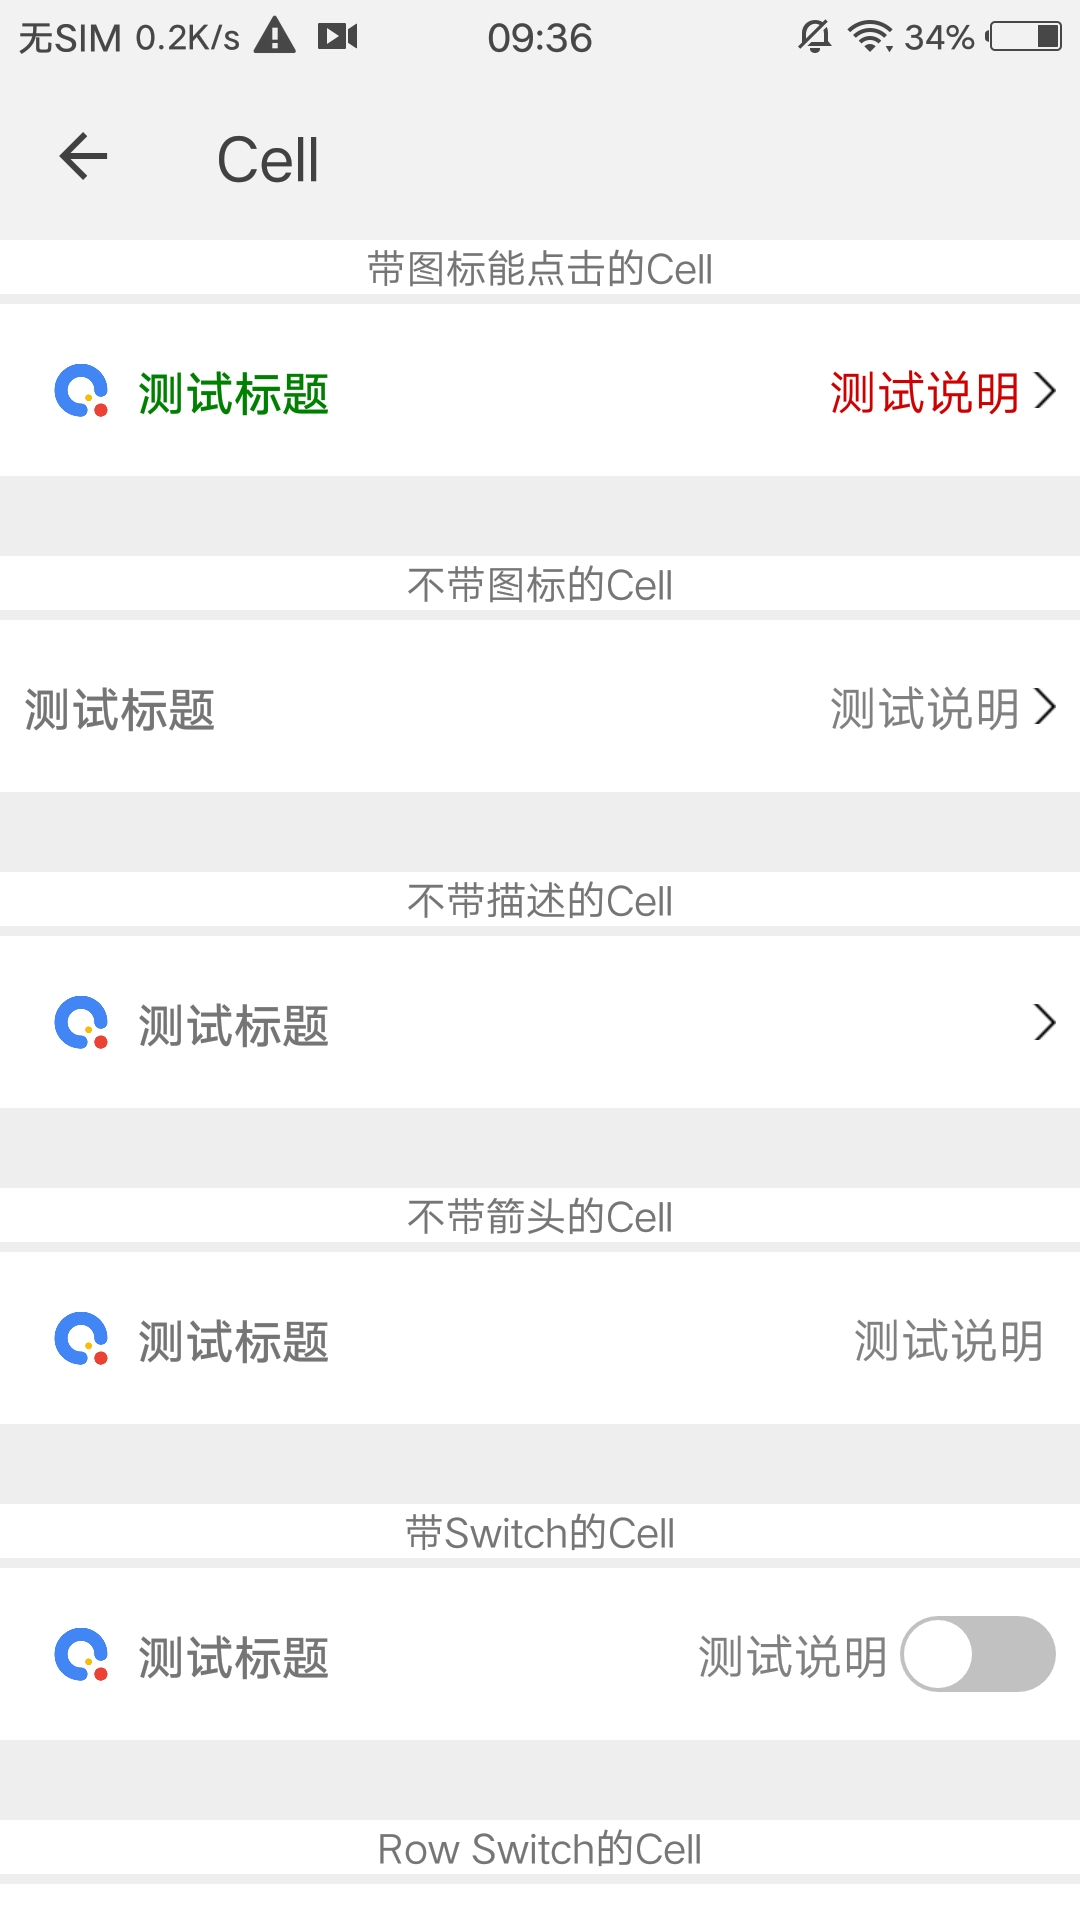 无SIM 0.2K/s 09:36 34%
Cell
带图标能点击的Cell
测试标题 测试说明
不带图标的Cell
测试标题 测试说明
不带描述的Cell
测试标题
不带箭头的Cell
测试标题 测试说明
带Switch的Cell
测试标题 测试说明
Row Switch的Cell